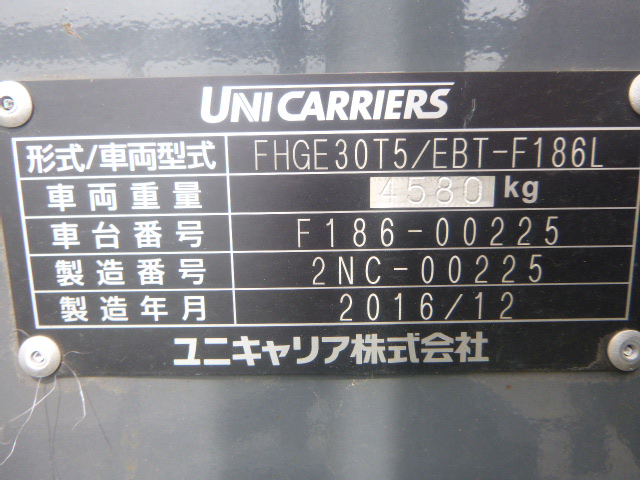 UNICARRIERS
形式/車両型式 FHGE30T5/EBT-F186L
車両重量 4580 kg
車台番号 F186-00225
製造番号 2NC-00225
製造年月 2016/12
ユニキャリア株式会社